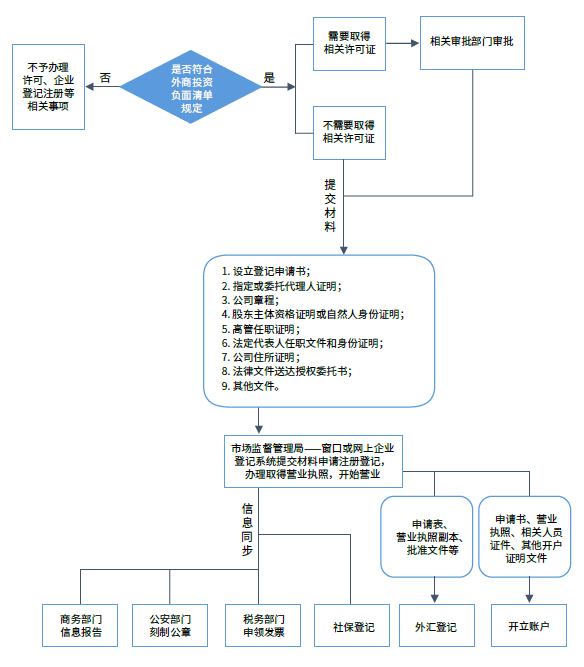 需要取得
相关许可证
相关审批部门审批
不予办理
许可、企业
登记注册等
相关事项
否
是否符合
外商投资
负面清单
规定
是
不需要取得
相关许可证
提
交
材
料
1. 设立登记申请书；
2. 指定或委托代理人证明；
3. 公司章程；
4. 股东主体资格证明或自然人身份证明；
5. 高管任职证明；
6. 法定代表人任职文件和身份证明；
7. 公司住所证明；
8. 法律文件送达授权委托书；
9. 其他文件。
市场监督管理局——窗口或网上企业
登记系统提交材料申请注册登记，
办理取得营业执照，开始营业
信
息
同
步
申请表、
营业执照副本、
批准文件等
申请书、营业
执照、相关人员
证件、其他开户
证明文件
商务部门
信息报告
公安部门
刻制公章
税务部门
申领发票
社保登记
外汇登记
开立账户